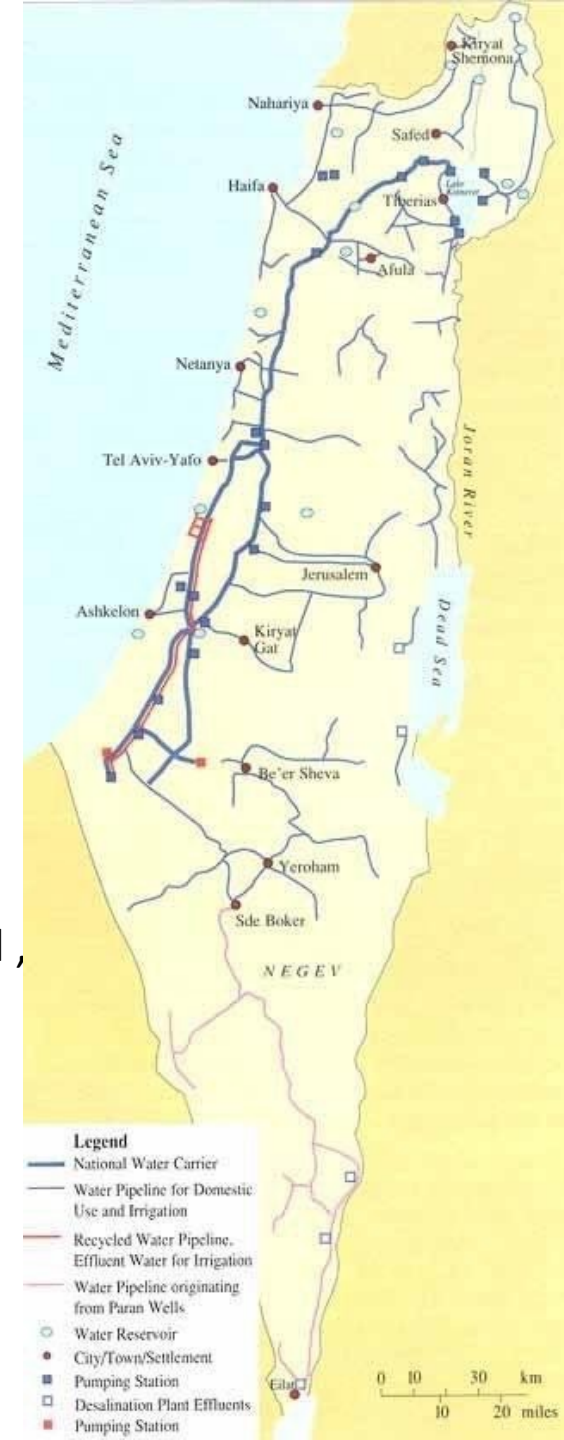 Kiryat
Shemona
Nahariya
Safed
Haifa
Lake
Tiberias
Afula
Mediterranean Sea
Netanya
Tel Aviv-Yafo
Joran River
Jerusalem
Ashkelon
Kiryat
Gat
Dead Sea
Be'er Sheva
Yeroham
Sde Boker
NEGEV
Legend
National Water Carrier
Water Pipeline for Domestic
Use and Irrigation
Recycled Water Pipeline,
Effluent Water for Irrigation
Water Pipeline originating
from Paran Wells
Water Reservoir
City/Town/Settlement
Pumping Station
Desalination Plant Effluents
Pumping Station
Eilat
0 10 30 km
10 20 miles